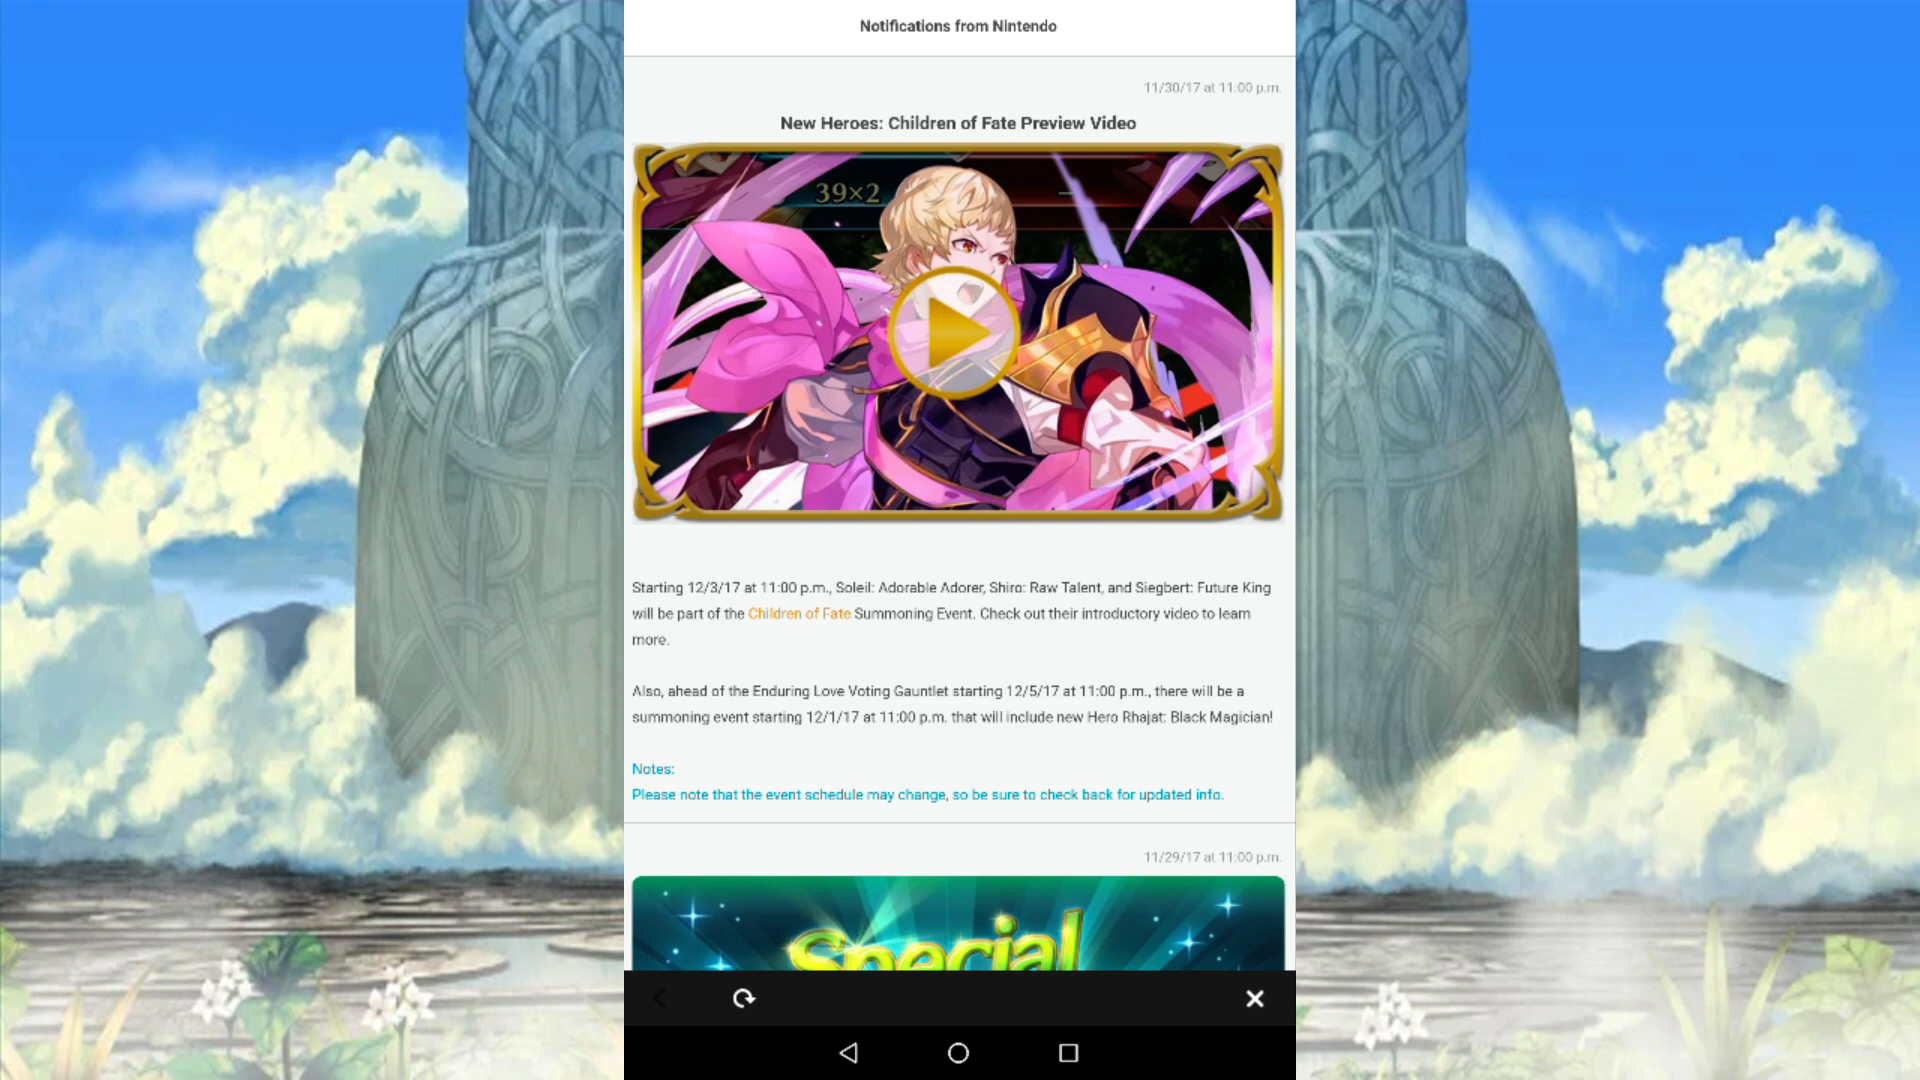 Notifications from Nintendo
11/30/17 at 11:00 p.m.
New Heroes: Children of Fate Preview Video
39×2
Starting 12/3/17 at 11:00 p.m., Soleil: Adorable Adorer, Shiro: Raw Talent, and Siegbert: Future King
will be part of the Children of Fate Summoning Event. Check out their introductory video to learn
more.
Also, ahead of the Enduring Love Voting Gauntlet starting 12/5/17 at 11:00 p.m., there will be a
summoning event starting 12/1/17 at 11:00 p.m. that will include new Hero Rhajat: Black Magician!
Notes:
Please note that the event schedule may change, so be sure to check back for updated info.
11/29/17 at 11:00 p.m.
Special